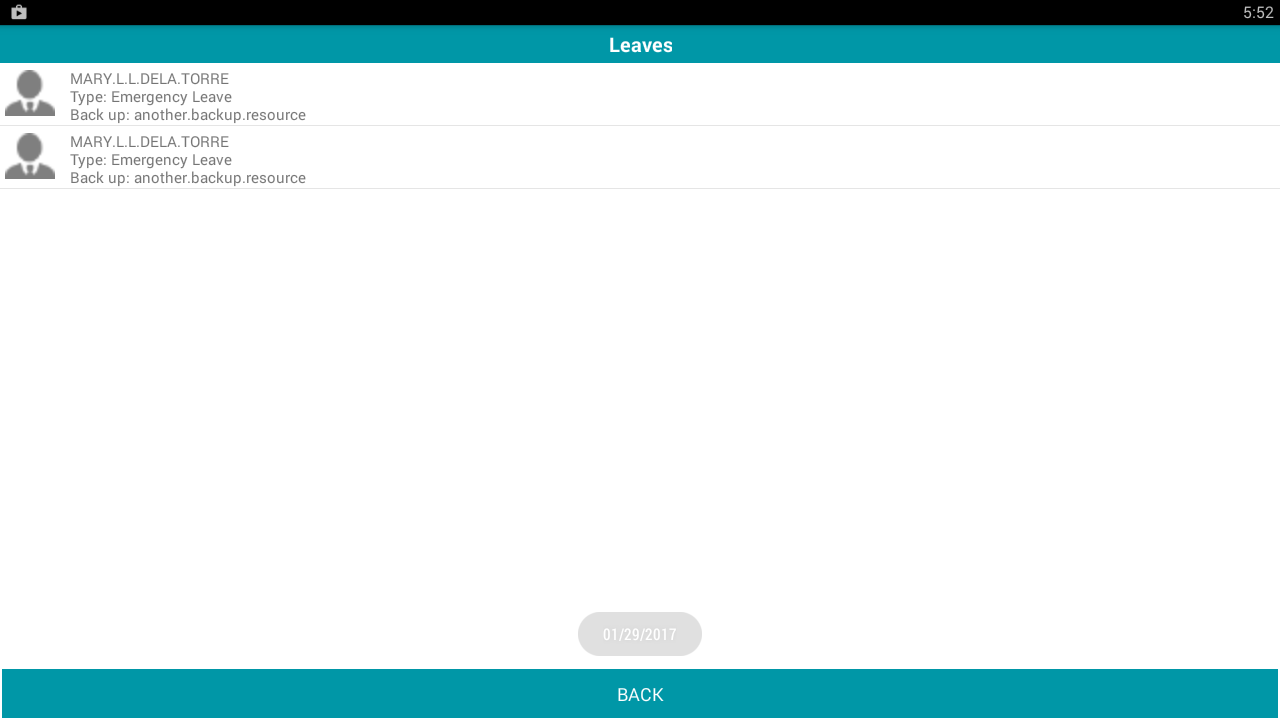 5:52
Leaves
MARY.L.L.DELA.TORRE
Type: Emergency Leave
Back up: another.backup.resource
MARY.L.L.DELA.TORRE
Type: Emergency Leave
Back up: another.backup.resource
01/29/2017
BACK